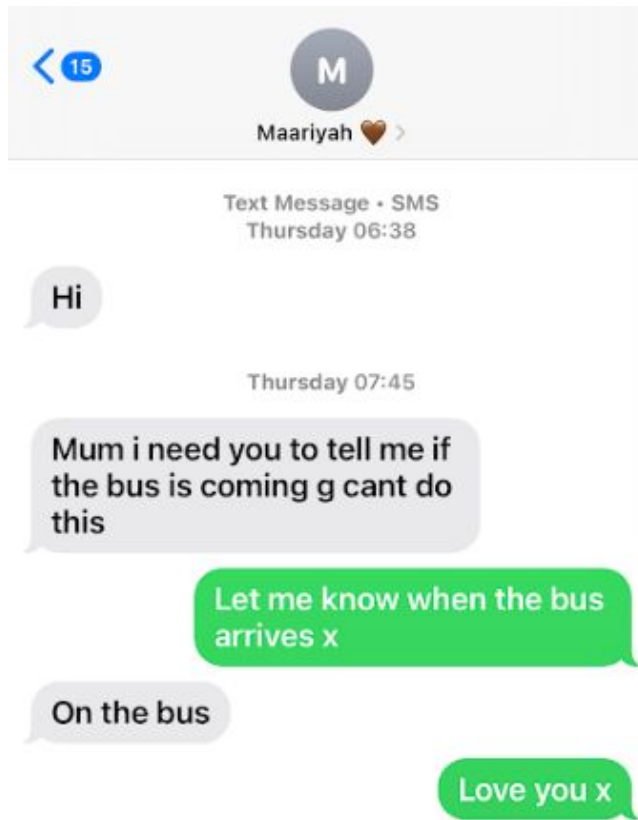 15
M
Maariyah 🤎 >
Text Message • SMS
Thursday 06:38
Hi
Thursday 07:45
Mum i need you to tell me if
the bus is coming g cant do
this
Let me know when the bus
arrives x
On the bus
Love you x